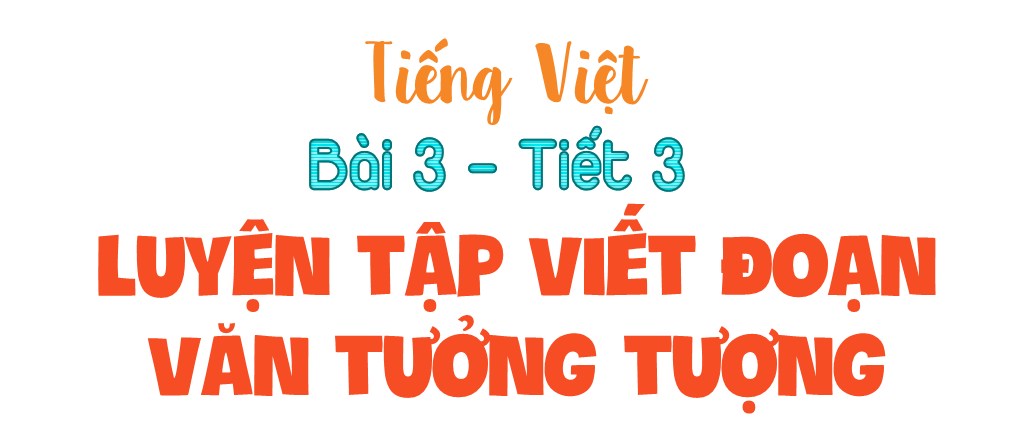 Tiếng Việt
Bài 3 - Tiết 3
LUYỆN TẬP VIẾT ĐOẠN
VĂN TƯỞNG TƯỢNG